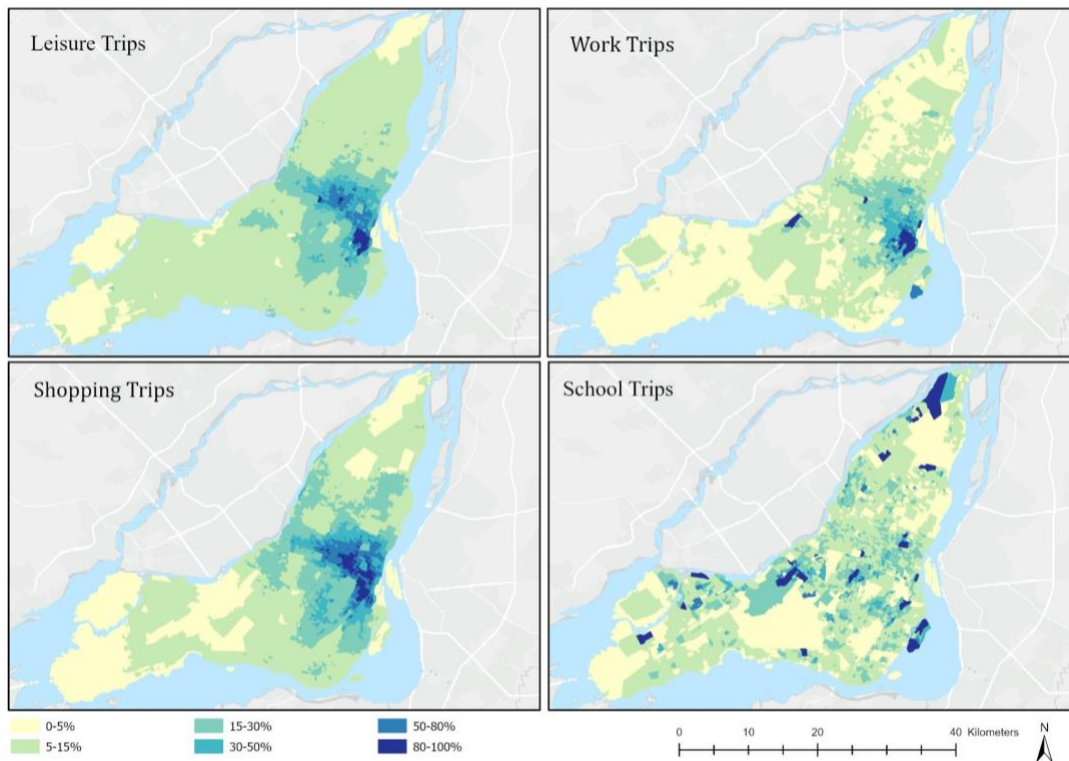 Leisure Trips
Work Trips
Shopping Trips
School Trips
0-5%
15-30%
50-80%
5-15%
30-50%
80-100%
0 10 20 40 Kilometers
N